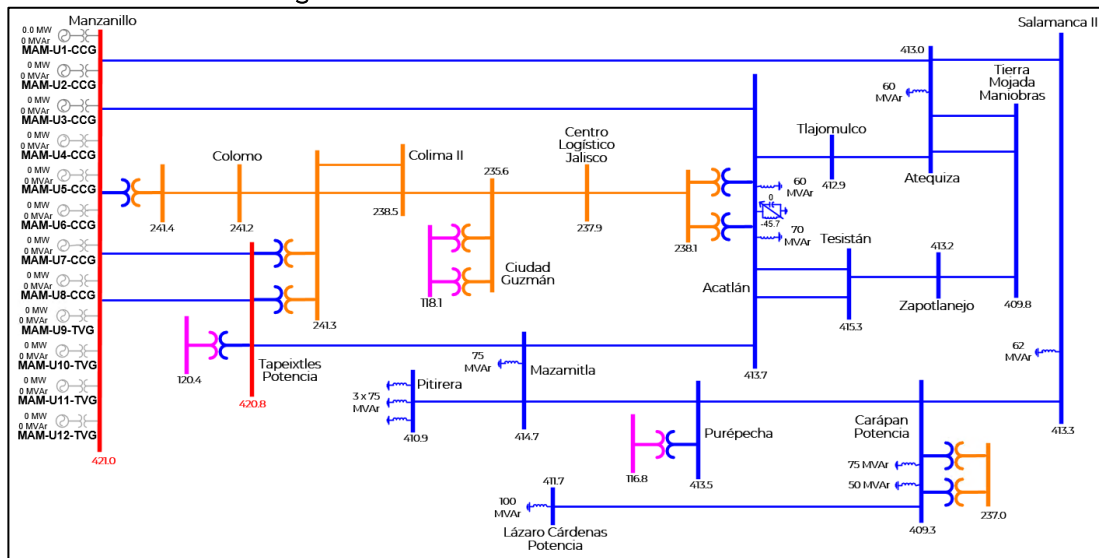 Manzanillo
0.0 MW
0 MVAr
MAM-U1-CCG
0 MW
0 MVAr
MAM-U2-CCG
0 MW
0 MVAr
MAM-U3-CCG
0 MW
0 MVAr
MAM-U4-CCG
0 MW
0 MVAr
MAM-U5-CCG
0 MW
0 MVAr
MAM-U6-CCG
0 MW
0 MVAr
MAM-U7-CCG
0 MW
0 MVAr
MAM-U8-CCG
0 MW
0 MVAr
MAM-U9-TVG
0 MW
0 MVAr
MAM-U10-TVG
0 MW
0 MVAr
MAM-U11-TVG
0 MW
0 MVAr
MAM-U12-TVG
421.0
241.4
Colomo
241.2
241.3
Colima II
238.5
235.6
Ciudad
Guzmán
118.1
Centro
Logístico
Jalisco
237.9
238.1
60
MVAr
0
-45.7
70
MVAr
Acatlán
413.7
Tlajomulco
412.9
413.0
60
MVAr
Atequiza
Tierra
Mojada
Maniobras
409.8
Tesistán
415.3
413.2
Zapotlanejo
Salamanca II
62
MVAr
413.3
120.4
Tapeixtles
Potencia
420.8
75
MVAr
Mazamitla
414.7
Pitirera
3 x 75
MVAr
410.9
Purépecha
116.8
413.5
Carápan
Potencia
75 MVAr
50 MVAr
409.3
237.0
411.7
100
MVAr
Lázaro Cárdenas
Potencia